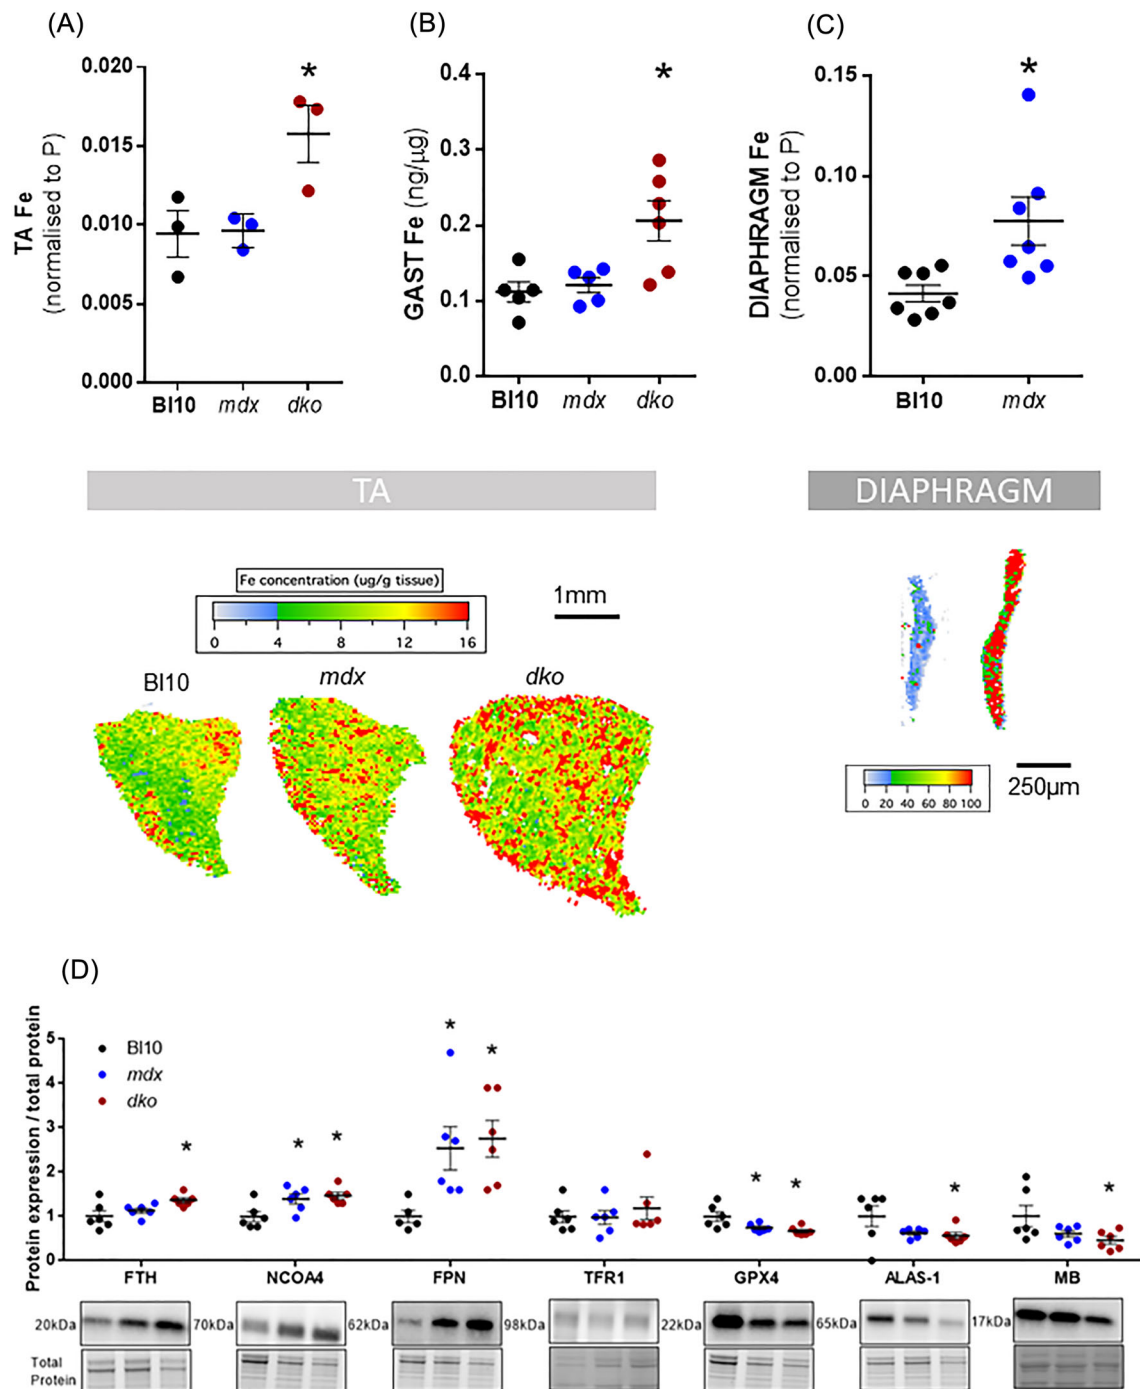 (A)
TA Fe
(normalised to P)
0.020
0.015
0.010
0.005
0.000
*
BI10 mdx dko
(B)
GAST Fe (ng/µg)
0.4
0.3
0.2
0.1
0.0
*
BI10 mdx dko
(C)
DIAPHRAGM Fe
(normalised to P)
0.15
0.10
0.05
0.00
*
BI10 mdx
TA
DIAPHRAGM
Fe concentration (ug/g tissue)
0 4 8 12 16
1mm
BI10 mdx dko
0 20 40 60 80 100
250µm
(D)
Protein expression / total protein
5
4
3
2
1
0
BI10
mdx
dko
* * * * * * * * *
FTH NCOA4 FPN TFR1 GPX4 ALAS-1 MB
20kDa 70kDa 62kDa 98kDa 22kDa 65kDa 17kDa
Total
Protein